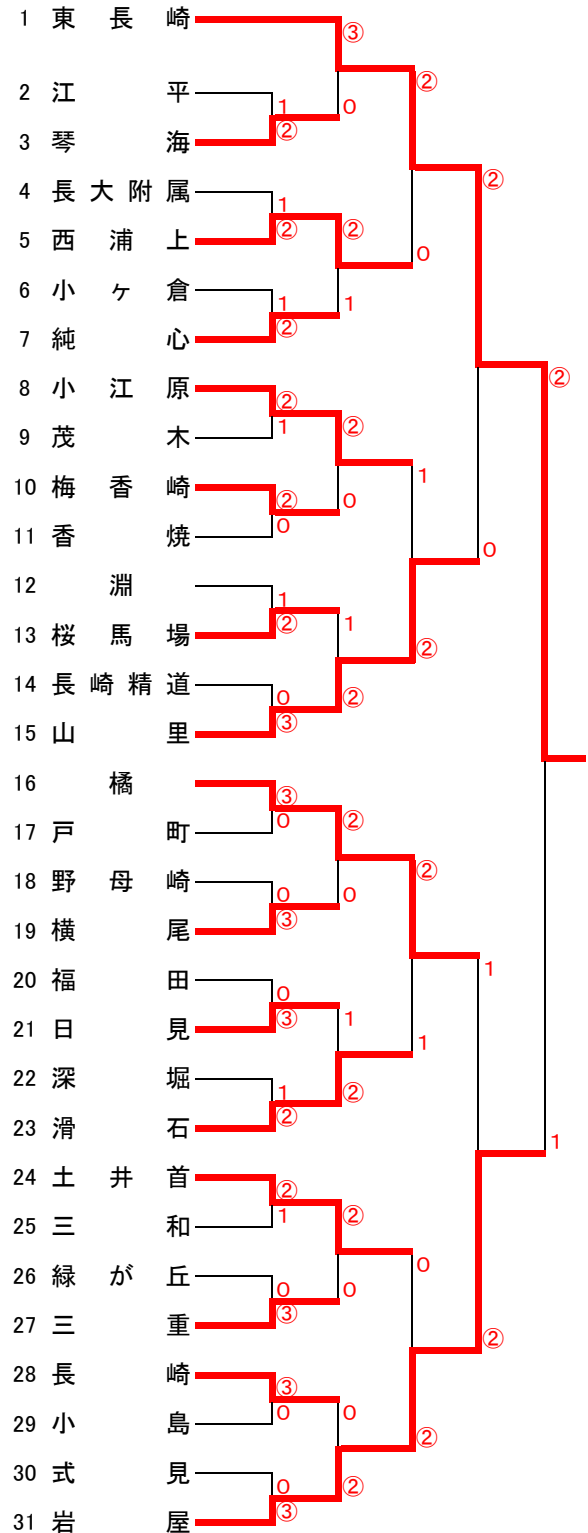 1 東長崎
③
2 江平
②
1
0
3 琴海
②
4 長大附属
②
1
5 西浦上
②
②
0
6 小ヶ倉
1
1
7 純心
②
②
8 小江原
②
9 茂木
1
②
1
10 梅香崎
②
0
11 香焼
0
0
12 淵
1
13 桜馬場
②
1
②
14 長崎精道
0
②
15 山里
③
16 橘
③
17 戸町
0
②
②
18 野母崎
0
0
19 横尾
③
1
20 福田
0
21 日見
③
1
1
22 深堀
1
②
23 滑石
②
1
24 土井首
②
25 三和
1
②
0
26 緑が丘
0
0
27 三重
③
②
28 長崎
③
29 小島
0
0
②
30 式見
0
②
31 岩屋
③